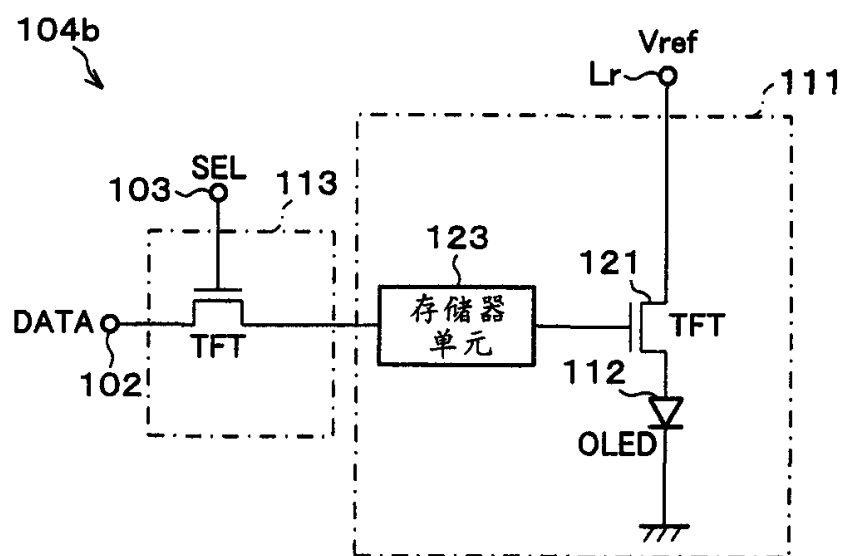 104b
Vref
Lr
111
SEL
103
113
123
121
存储器
单元
DATA
TFT
TFT
102
112
OLED